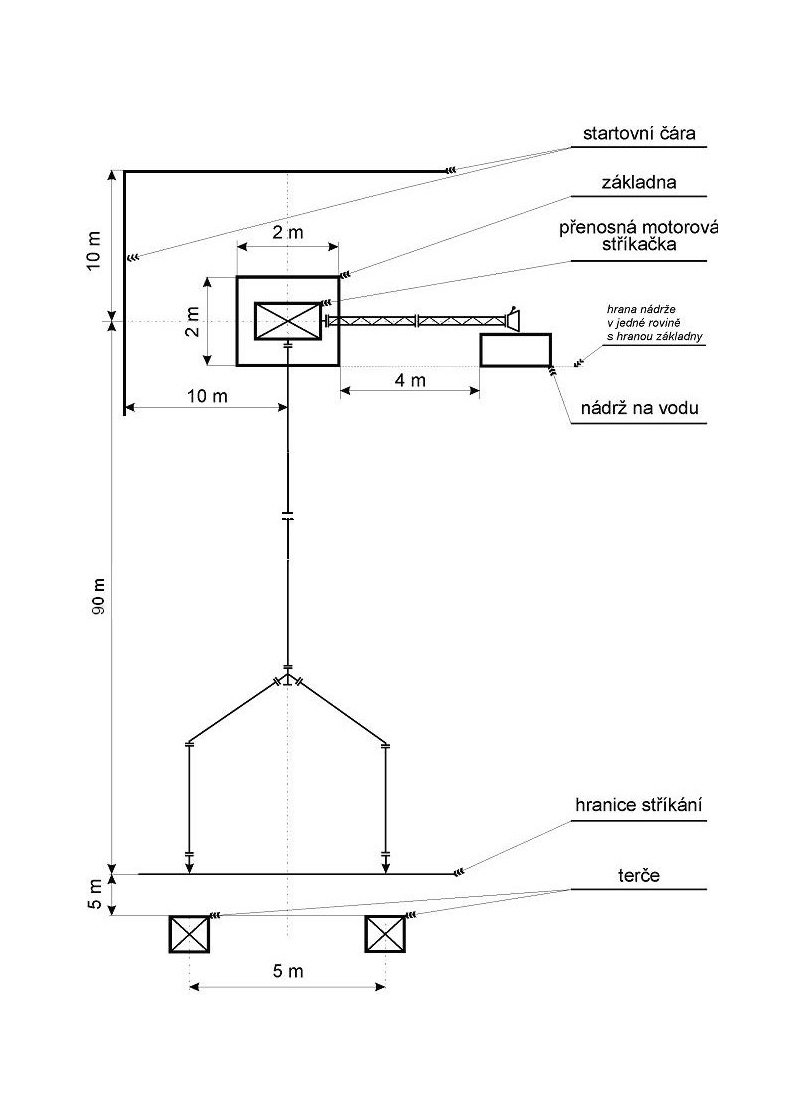 startovní čára
základna
přenosná motorová
stříkačka
2 m
10 m
2 m
hrana nádrže
v jedné rovině
s hranou základny
4 m
10 m
nádrž na vodu
90 m
hranice stříkání
terče
5 m
5 m